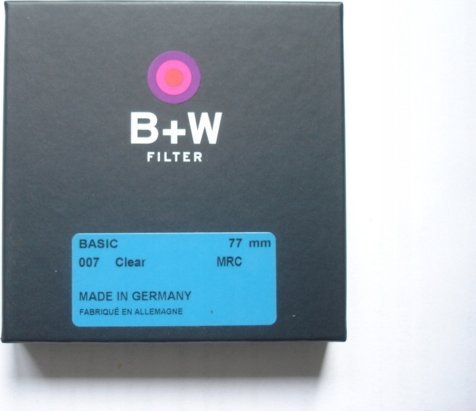 B+W
FILTER
BASIC 77 mm
007 Clear MRC
MADE IN GERMANY
FABRIQUÉ EN ALLEMAGNE